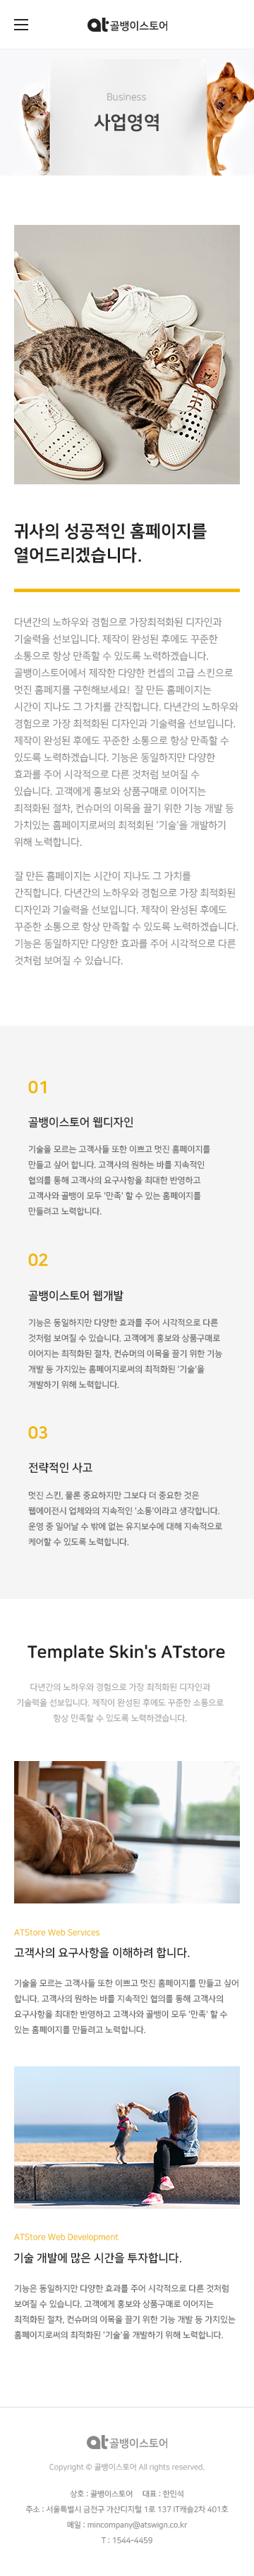 at골뱅이스토어
Business
사업영역
귀사의 성공적인 홈페이지를
열어드리겠습니다.
다년간의 노하우와 경험으로 가장최적화된 디자인과
기술력을 선보입니다. 제작이 완성된 후에도 꾸준한
소통으로 항상 만족할 수 있도록 노력하겠습니다.
골뱅이스토어에서 제작한 다양한 컨셉의 고급 스킨으로
멋진 홈페지를 구현해보세요! 잘 만든 홈페이지는
시간이 지나도 그 가치를 간직합니다. 다년간의 노하우와
경험으로 가장 최적화된 디자인과 기술력을 선보입니다.
제작이 완성된 후에도 꾸준한 소통으로 항상 만족할 수
있도록 노력하겠습니다. 기능은 동일하지만 다양한
효과를 주어 시각적으로 다른 것처럼 보여질 수
있습니다. 고객에게 홍보와 상품구매로 이어지는
최적화된 절차, 컨슈머의 이목을 끌기 위한 기능 개발 등
가치있는 홈페이지로써의 최적회된 '기술'을 개발하기
위해 노력합니다.
잘 만든 홈페이지는 시간이 지나도 그 가치를
간직합니다. 다년간의 노하우와 경험으로 가장 최적화된
디자인과 기술력을 선보입니다. 제작이 완성된 후에도
꾸준한 소통으로 항상 만족할 수 있도록 노력하겠습니다.
기능은 동일하지만 다양한 효과를 주어 시각적으로 다른
것처럼 보여질 수 있습니다.
01
골뱅이스토어 웹디자인
기술을 모르는 고객사들 또한 이쁘고 멋진 홈페이지를
만들고 싶어 합니다. 고객사의 원하는 바를 지속적인
협의를 통해 고객사의 요구사항을 최대한 반영하고
고객사와 골뱅이 모두 '만족' 할 수 있는 홈페이지를
만들려고 노력합니다.
02
골뱅이스토어 웹개발
기능은 동일하지만 다양한 효과를 주어 시각적으로 다른
것처럼 보여질 수 있습니다. 고객에게 홍보와 상품구매로
이어지는 최적화된 절차, 컨슈머의 이목을 끌기 위한 기능
개발 등 가치있는 홈페이지로써의 최적화된 '기술'을
개발하기 위해 노력합니다.
03
전략적인 사고
멋진 스킨, 물론 중요하지만 그보다 더 중요한 것은
웹에이전시 업체와의 지속적인 '소통'이라고 생각합니다.
운영 중 일어날 수 밖에 없는 유지보수에 대해 지속적으로
케어할 수 있도록 노력합니다.
Template Skin's ATstore
다년간의 노하우와 경험으로 가장 최적화된 디자인과
기술력을 선보입니다. 제작이 완성된 후에도 꾸준한 소통으로
항상 만족할 수 있도록 노력하겠습니다.
ATStore Web Services
고객사의 요구사항을 이해하려 합니다.
기술을 모르는 고객사들 또한 이쁘고 멋진 홈페이지를 만들고 싶어
합니다. 고객사의 원하는 바를 지속적인 협의를 통해 고객사의
요구사항을 최대한 반영하고 고객사와 골뱅이 모두 '만족' 할 수
있는 홈페이지를 만들려고 노력합니다.
ATStore Web Development
기술 개발에 많은 시간을 투자합니다.
기능은 동일하지만 다양한 효과를 주어 시각적으로 다른 것처럼
보여질 수 있습니다. 고객에게 홍보와 상품구매로 이어지는
최적화된 절차, 컨슈머의 이목을 끌기 위한 기능 개발 등 가치있는
홈페이지로써의 최적화된 '기술'을 개발하기 위해 노력합니다.
at골뱅이스토어
Copyright © 골뱅이스토어 All rights reserved.
상호 : 골뱅이스토어 대표 : 한민석
주소 : 서울특별시 금천구 가산디지털 1로 137 IT캐슬2차 401호
메일 : mincompany@atswign.co.kr
T : 1544-4459